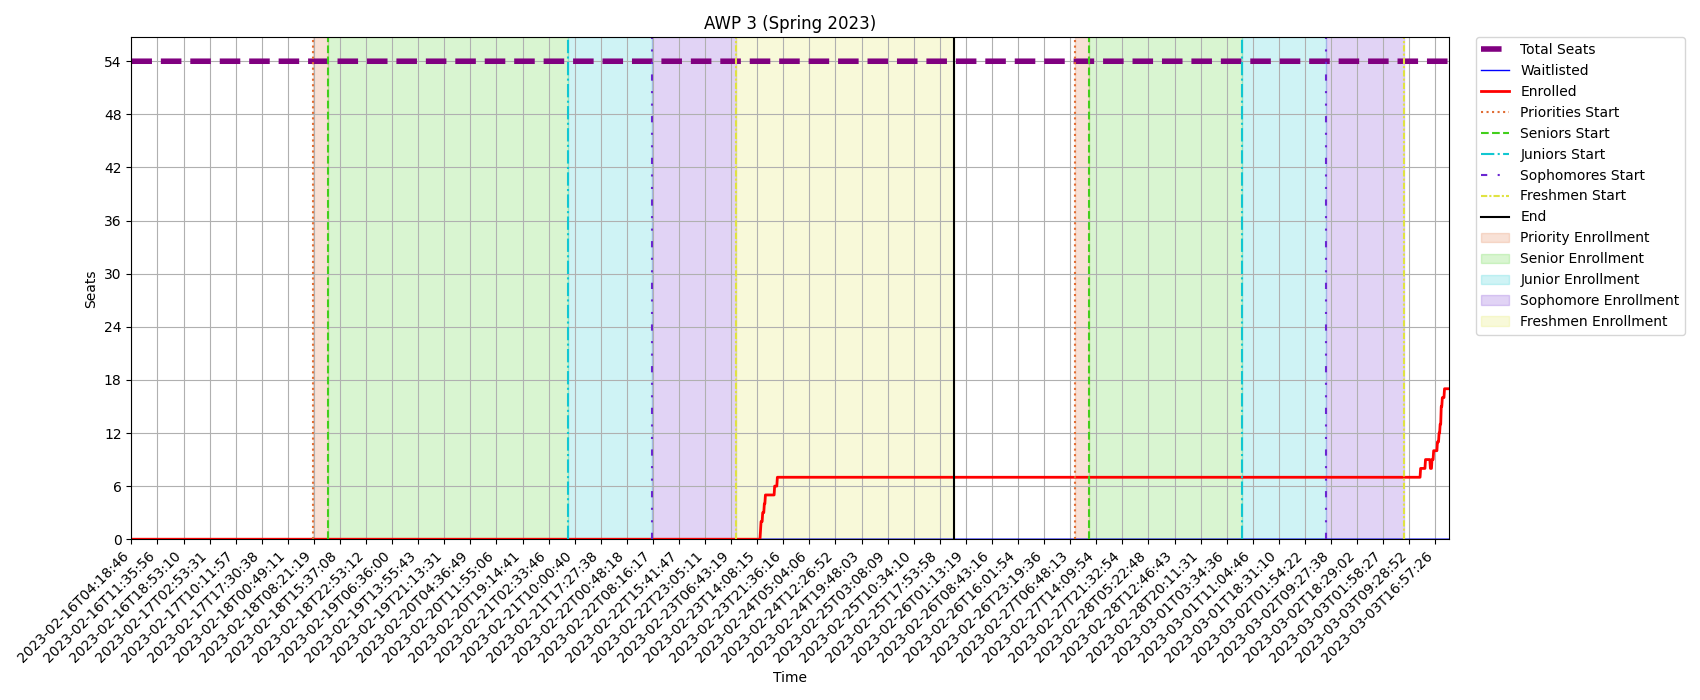 AWP 3 (Spring 2023)
Seats
54
48
42
36
30
24
18
12
6
0
2023-02-16T04:18:46
2023-02-16T11:35:56
2023-02-16T18:53:10
2023-02-17T02:53:31
2023-02-17T10:11:57
2023-02-17T17:30:38
2023-02-18T00:49:11
2023-02-18T08:21:19
2023-02-18T15:37:08
2023-02-18T22:53:12
2023-02-19T06:36:00
2023-02-19T13:55:43
2023-02-19T21:13:31
2023-02-20T04:36:49
2023-02-20T11:55:06
2023-02-20T19:14:41
2023-02-21T02:33:46
2023-02-21T10:00:40
2023-02-21T17:27:38
2023-02-22T00:48:18
2023-02-22T08:16:17
2023-02-22T15:41:47
2023-02-22T23:05:11
2023-02-23T06:43:19
2023-02-23T14:08:15
2023-02-23T21:36:16
2023-02-24T05:04:06
2023-02-24T12:26:52
2023-02-24T19:48:03
2023-02-25T03:08:09
2023-02-25T10:34:10
2023-02-25T17:53:58
2023-02-26T01:13:19
2023-02-26T08:43:16
2023-02-26T16:01:54
2023-02-26T23:19:36
2023-02-27T06:48:13
2023-02-27T14:09:54
2023-02-27T21:32:54
2023-02-28T05:22:48
2023-02-28T12:46:43
2023-02-28T20:11:31
2023-03-01T03:34:36
2023-03-01T11:04:46
2023-03-01T18:31:10
2023-03-02T01:54:22
2023-03-02T09:27:38
2023-03-02T18:29:02
2023-03-03T01:58:27
2023-03-03T09:28:52
2023-03-03T16:57:26
Time
Total Seats
Waitlisted
Enrolled
Priorities Start
Seniors Start
Juniors Start
Sophomores Start
Freshmen Start
End
Priority Enrollment
Senior Enrollment
Junior Enrollment
Sophomore Enrollment
Freshmen Enrollment